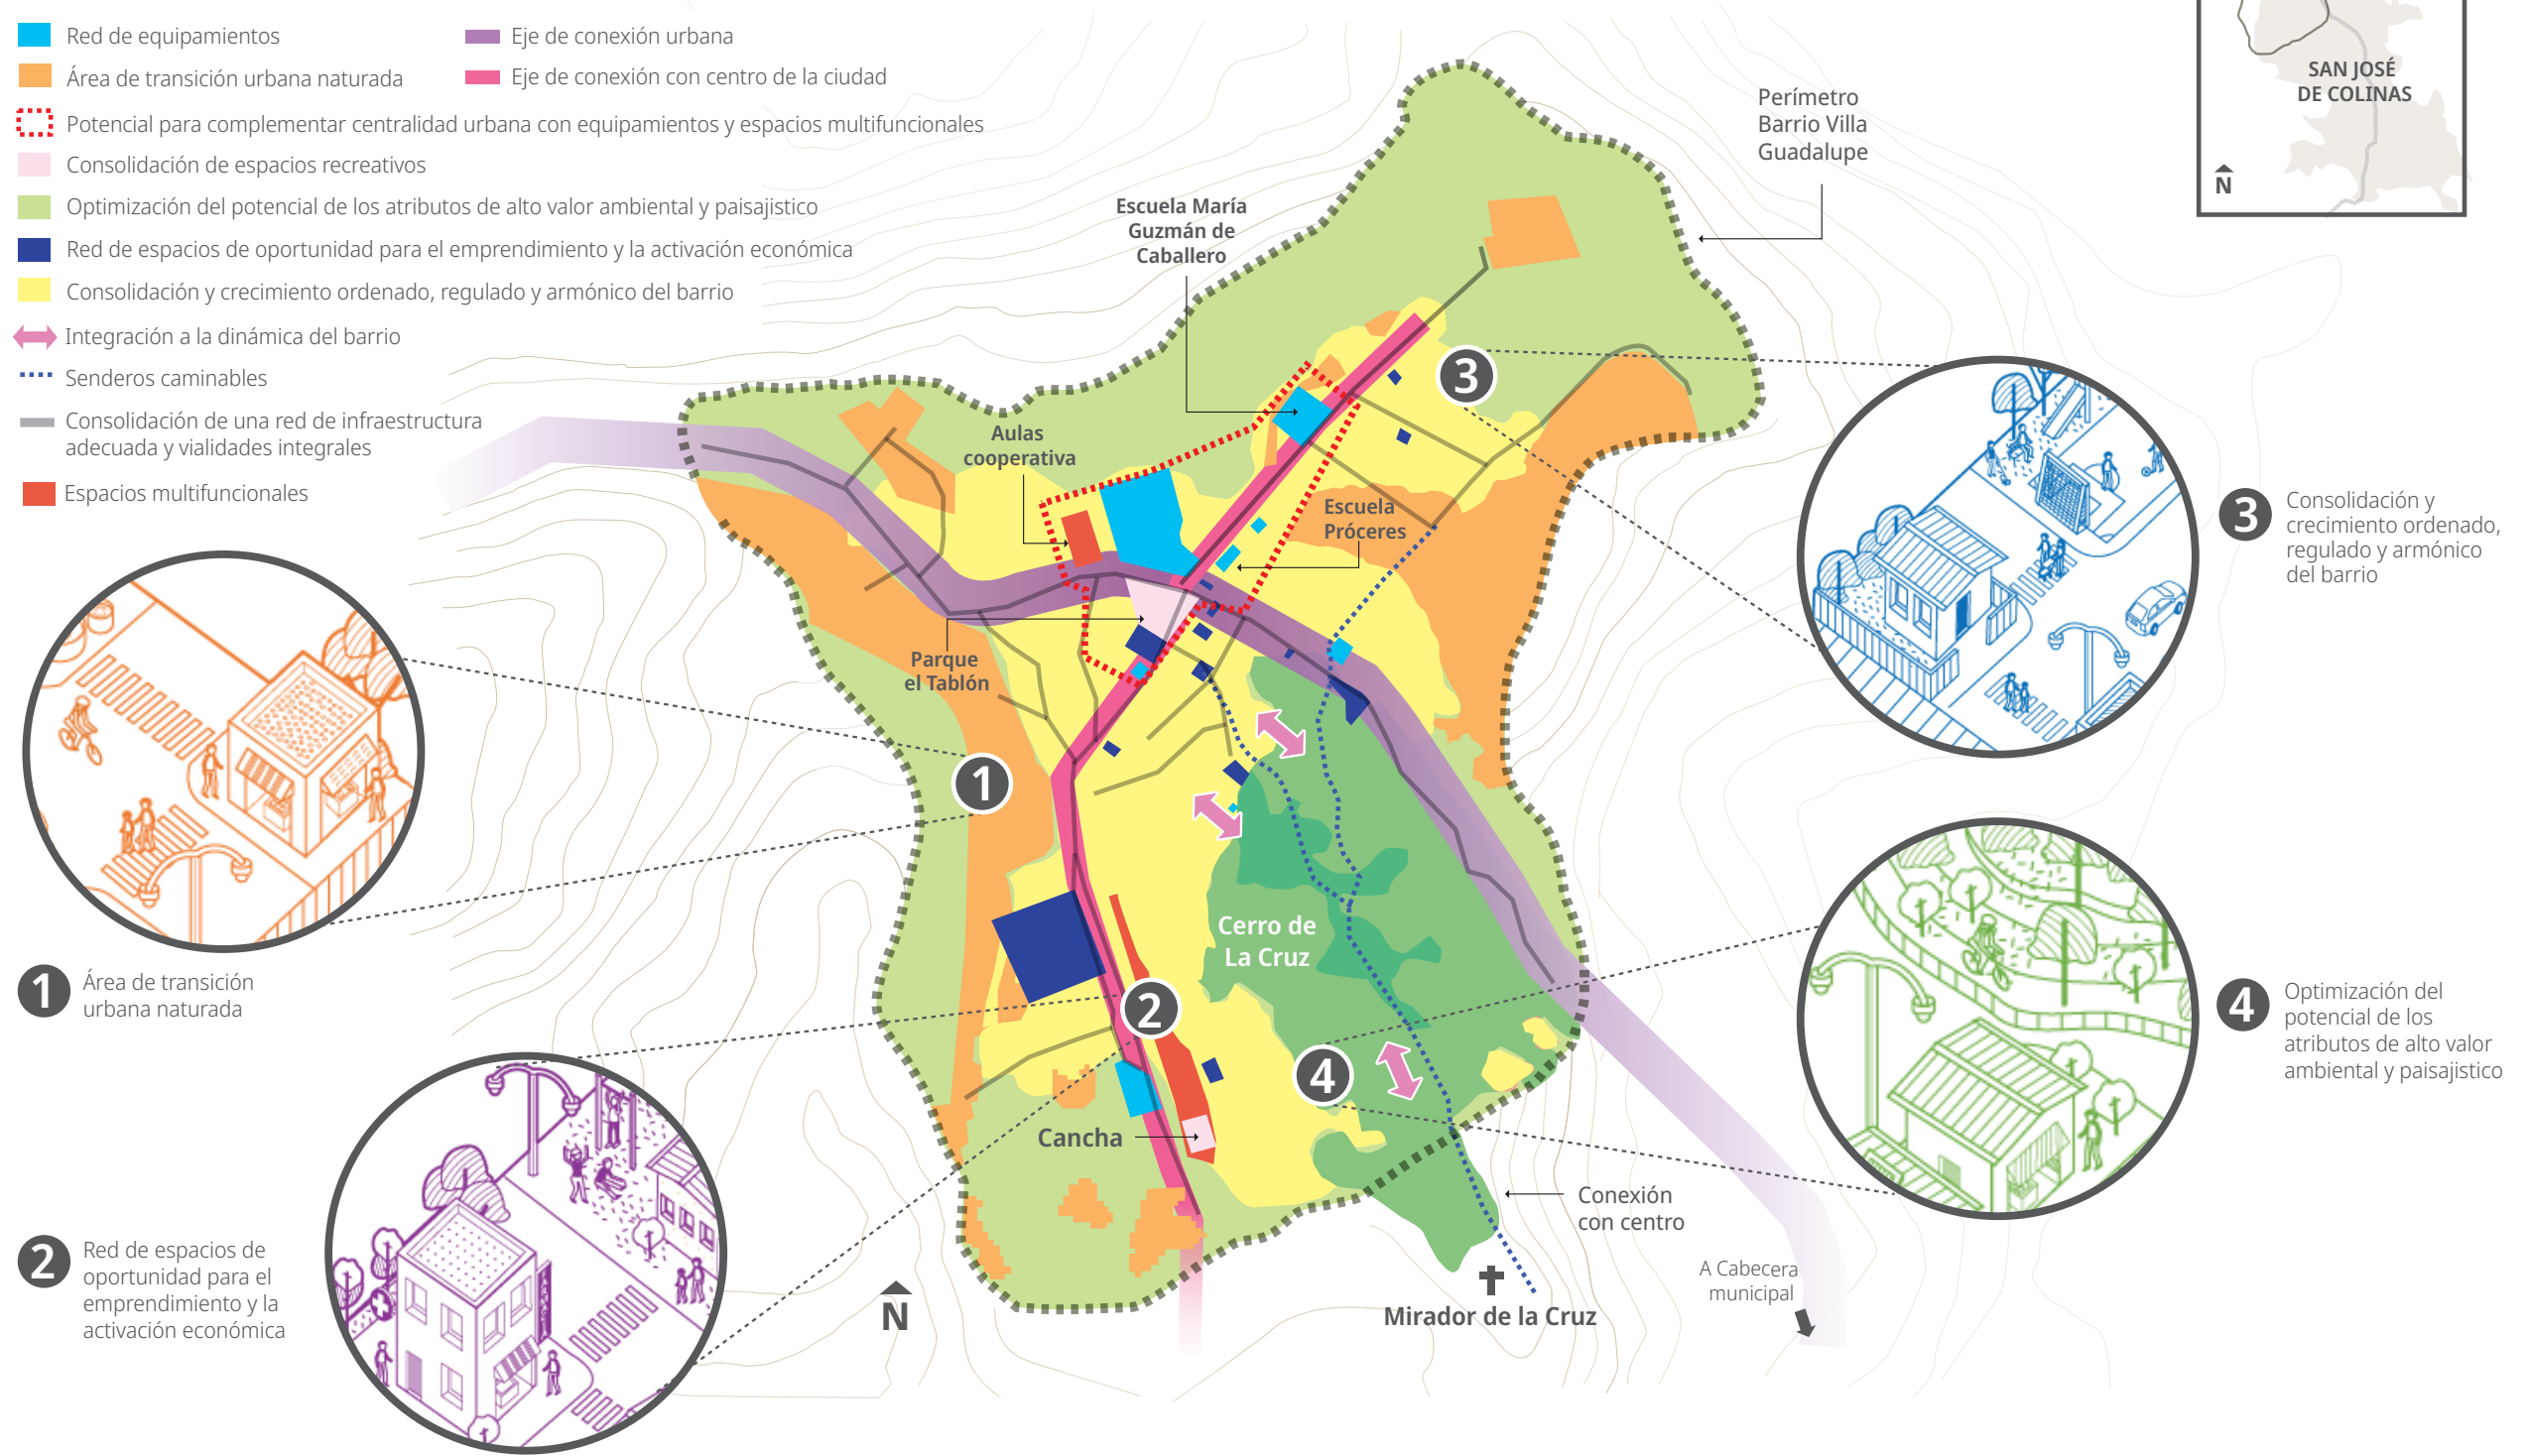 Red de equipamientos
Área de transición urbana naturada
Eje de conexión urbana
Eje de conexión con centro de la ciudad
Potencial para complementar centralidad urbana con equipamientos y espacios multifuncionales
Consolidación de espacios recreativos
Optimización del potencial de los atributos de alto valor ambiental y paisajistico
Red de espacios de oportunidad para el emprendimiento y la activación económica
Consolidación y crecimiento ordenado, regulado y armónico del barrio
Integración a la dinámica del barrio
Senderos caminables
Consolidación de una red de infraestructura
adecuada y vialidades integrales
Espacios multifuncionales
SAN JOSÉ
DE COLINAS
N
Perímetro
Barrio Villa
Guadalupe
Escuela María
Guzmán de
Caballero
Aulas
cooperativa
Escuela
Próceres
Parque
el Tablón
3
1
2
4
Cerro de
La Cruz
Cancha
Conexión
con centro
Mirador de la Cruz
A Cabecera
municipal
N
1
Área de transición
urbana naturada
2
Red de espacios de
oportunidad para el
emprendimiento y la
activación económica
3
Consolidación y
crecimiento ordenado,
regulado y armónico
del barrio
4
Optimización del
potencial de los
atributos de alto valor
ambiental y paisajistico